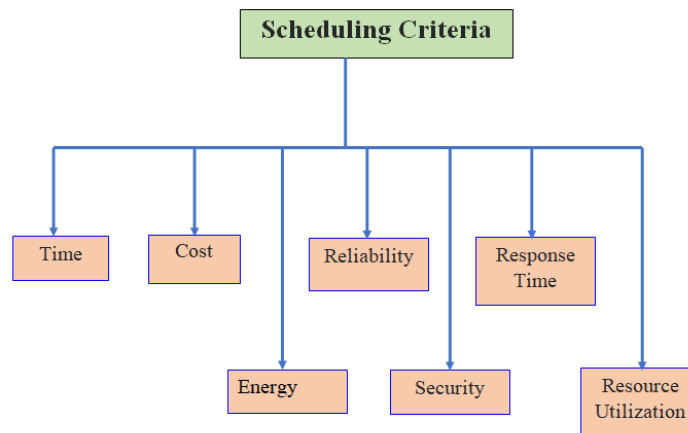 Scheduling Criteria
Time
Cost
Reliability
Response
Time
Energy
Security
Resource
Utilization